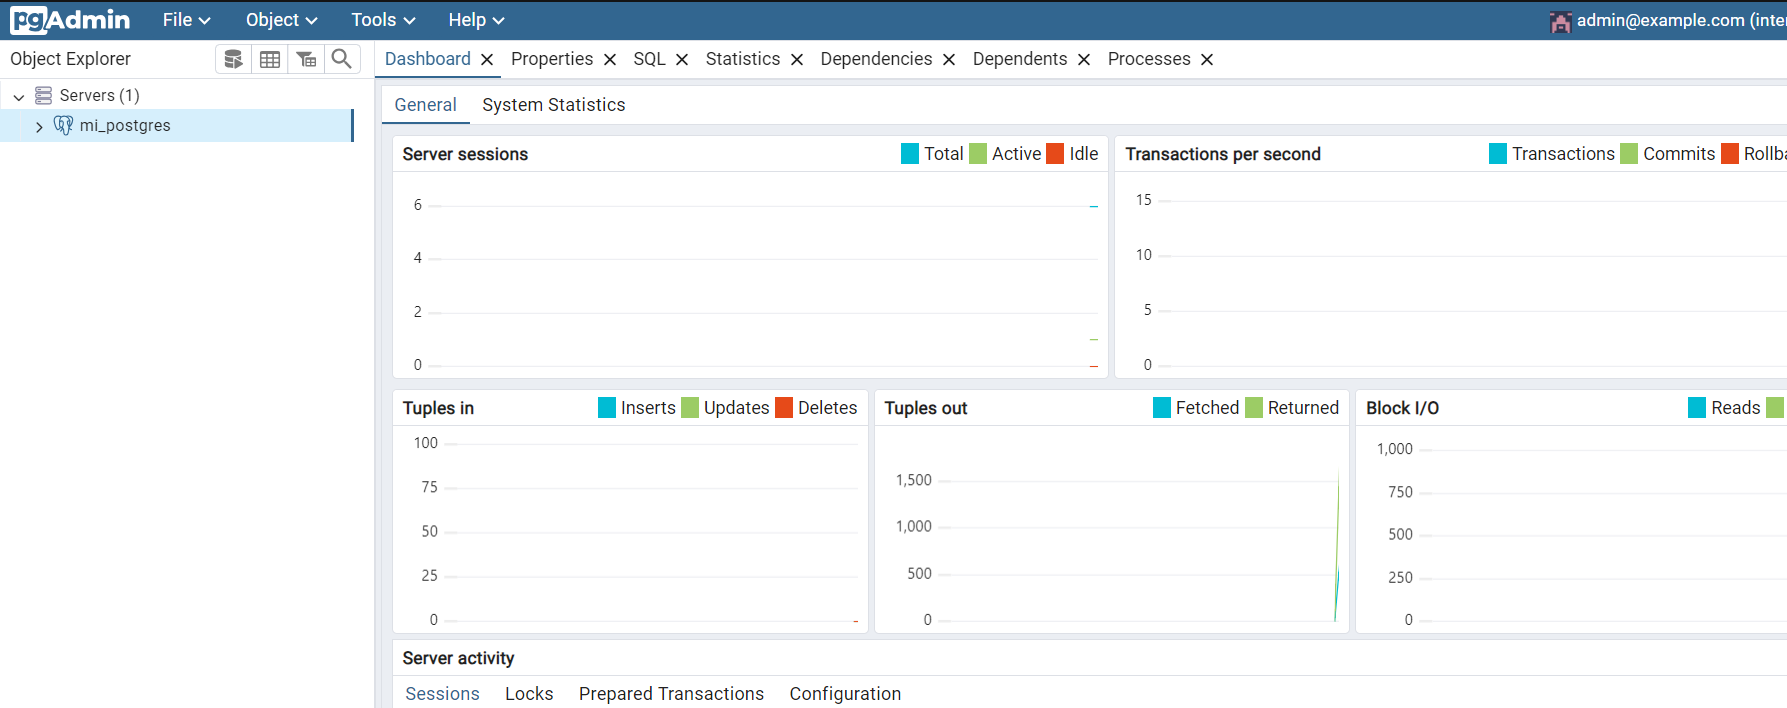 pgAdmin File Object Tools Help admin@example.com (inter
Object Explorer
Dashboard Properties SQL Statistics Dependencies Dependents Processes
Servers (1)
mi_postgres
General System Statistics
Server sessions Total Active Idle
6
4
2
0
Transactions per second Transactions Commits Rollba
15
10
5
0
Tuples in Inserts Updates Deletes
100
75
50
25
0
Tuples out Fetched Returned
1,500
1,000
500
0
Block I/O Reads
1,000
750
500
250
0
Server activity
Sessions Locks Prepared Transactions Configuration